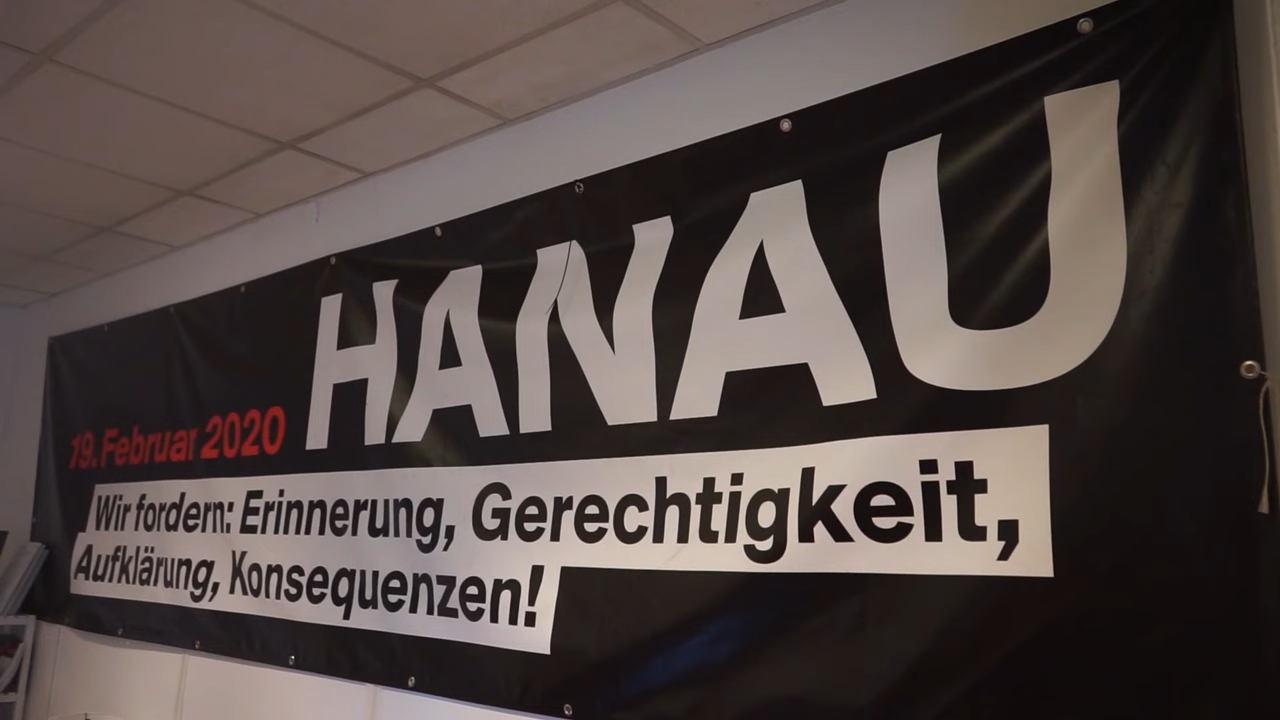 HANAU
19. Februar 2020
Wir fordern: Erinnerung, Gerechtigkeit,
Aufklärung, Konsequenzen!